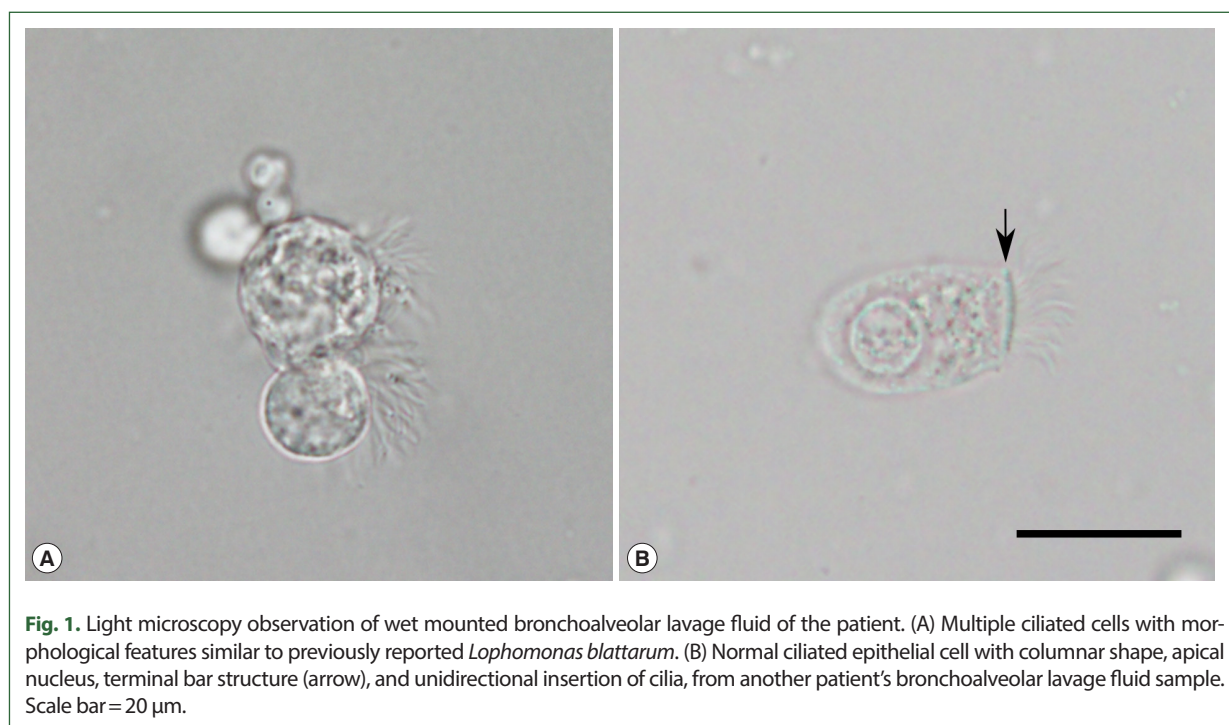 A
B
Fig. 1. Light microscopy observation of wet mounted bronchoalveolar lavage fluid of the patient. (A) Multiple ciliated cells with mor-
phological features similar to previously reported Lophomonas blattarum. (B) Normal ciliated epithelial cell with columnar shape, apical
nucleus, terminal bar structure (arrow), and unidirectional insertion of cilia, from another patient’s bronchoalveolar lavage fluid sample.
Scale bar = 20 μm.